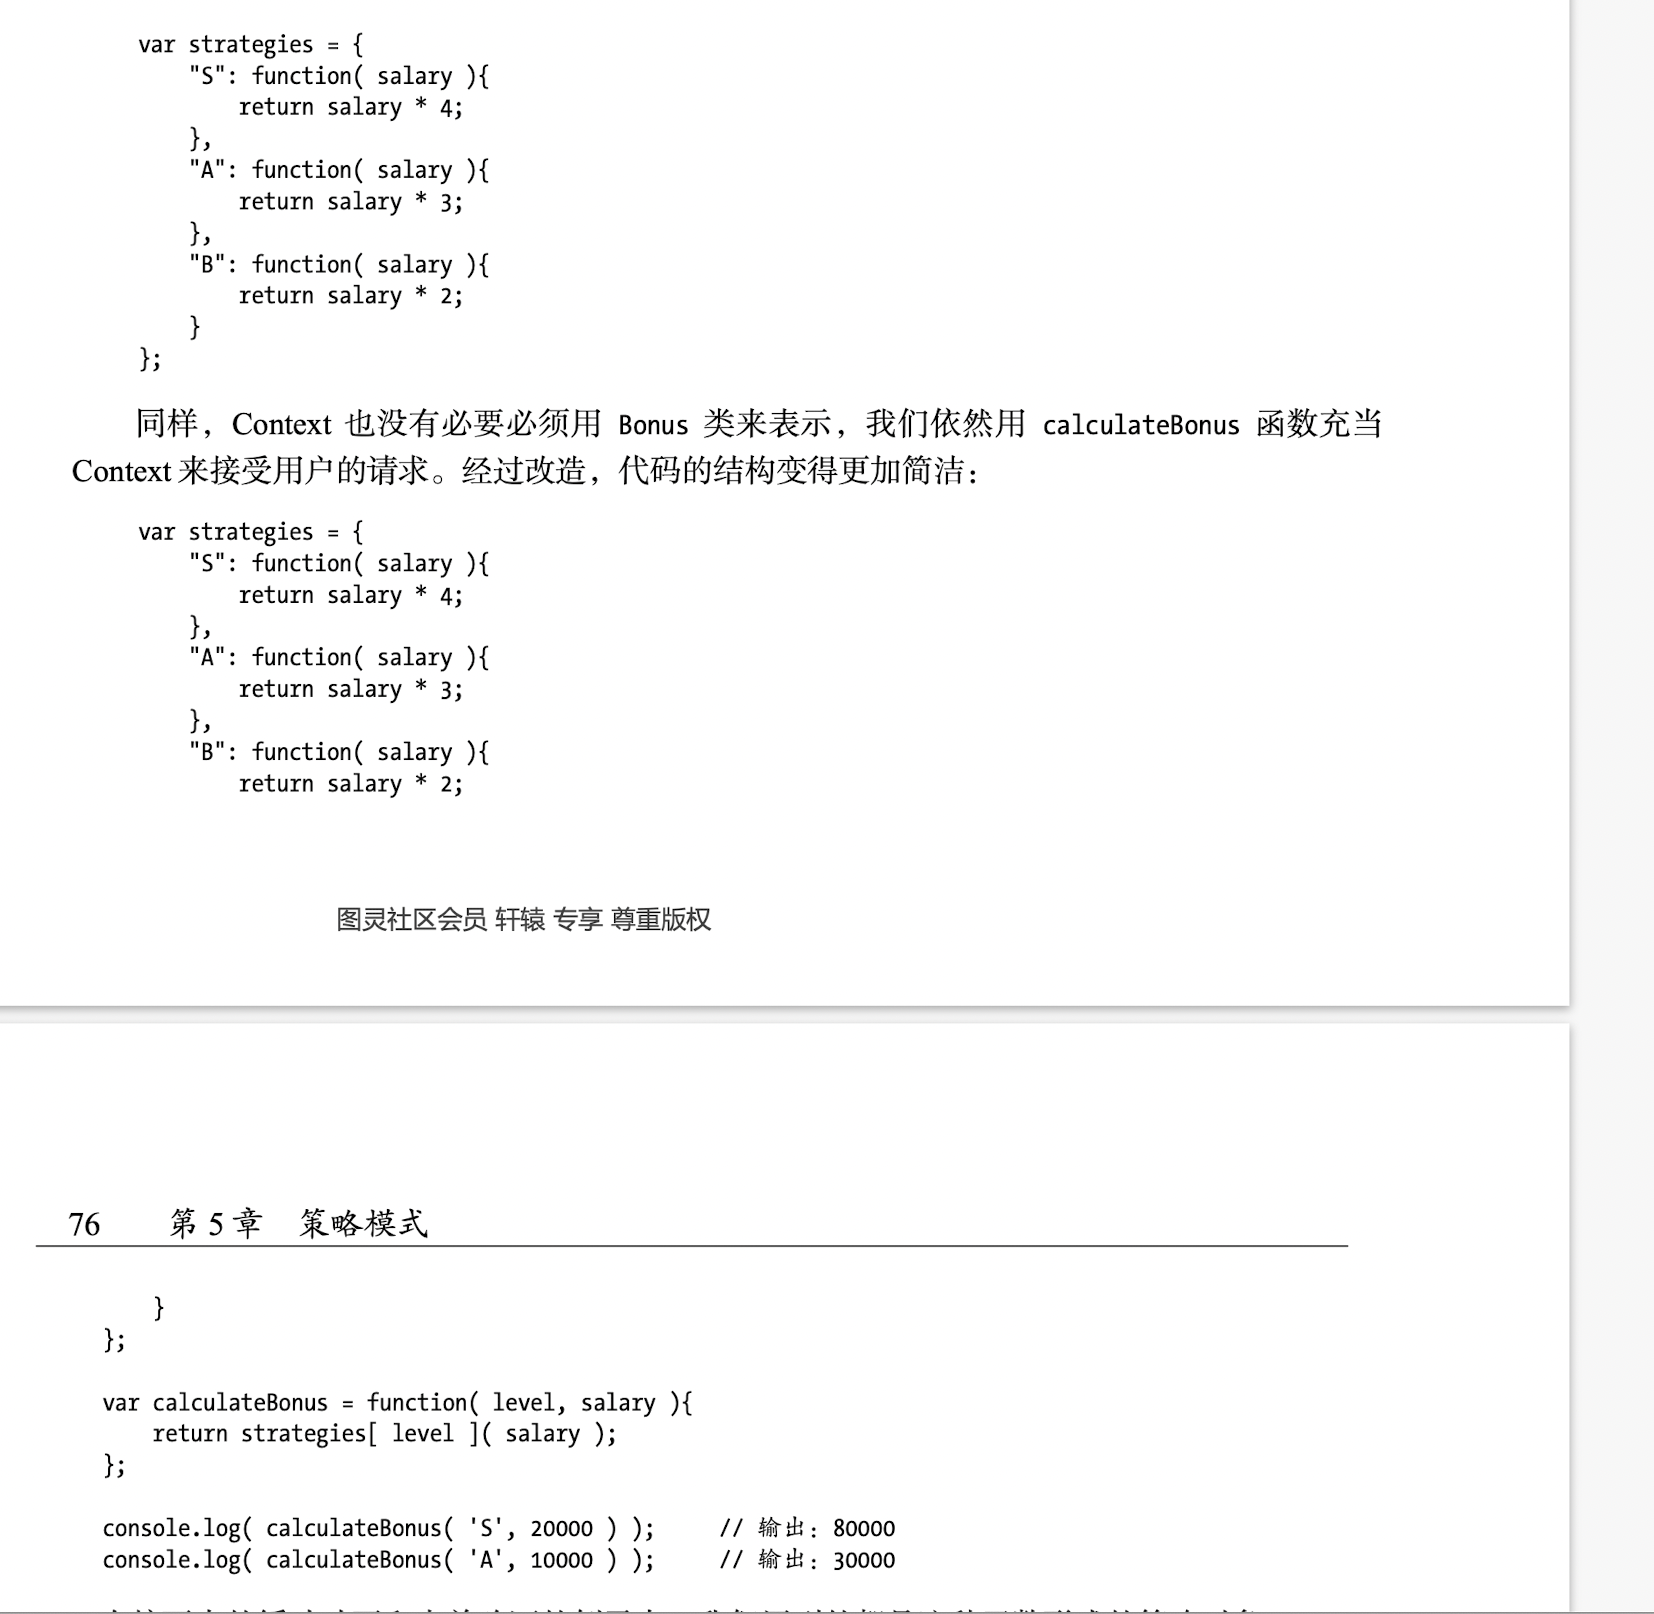 var strategies = {
    "S": function( salary ){
        return salary * 4;
    },
    "A": function( salary ){
        return salary * 3;
    },
    "B": function( salary ){
        return salary * 2;
    }
};
同样，Context 也没有必要必须用 Bonus 类来表示，我们依然用 calculateBonus 函数充当
Context 来接受用户的请求。经过改造，代码的结构变得更加简洁：
var strategies = {
    "S": function( salary ){
        return salary * 4;
    },
    "A": function( salary ){
        return salary * 3;
    },
    "B": function( salary ){
        return salary * 2;
图灵社区会员 轩辕 专享 尊重版权
76 第 5 章 策略模式
    }
};
var calculateBonus = function( level, salary ){
    return strategies[ level ]( salary );
};
console.log( calculateBonus( 'S', 20000 ) );     // 输出：80000
console.log( calculateBonus( 'A', 10000 ) );     // 输出：30000